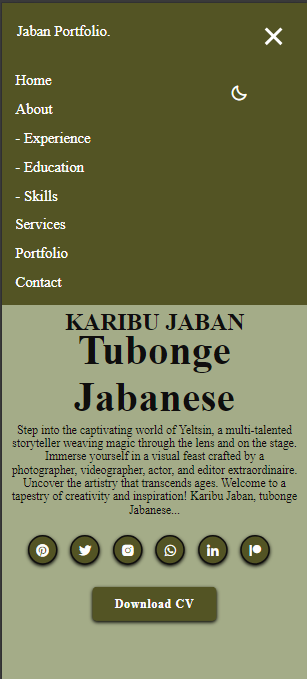 Jaban Portfolio.
Home
About
- Experience
- Education
- Skills
Services
Portfolio
Contact
KARIBU JABAN
Tubonge
Jabanese
Step into the captivating world of Yeltsin, a multi-talented
storyteller weaving magic through the lens and on the stage.
Immerse yourself in a visual feast crafted by a
photographer, videographer, actor, and editor extraordinaire.
Uncover the artistry that transcends ages. Welcome to a
tapestry of creativity and inspiration! Karibu Jaban, tubonge
Jabanese...
Download CV